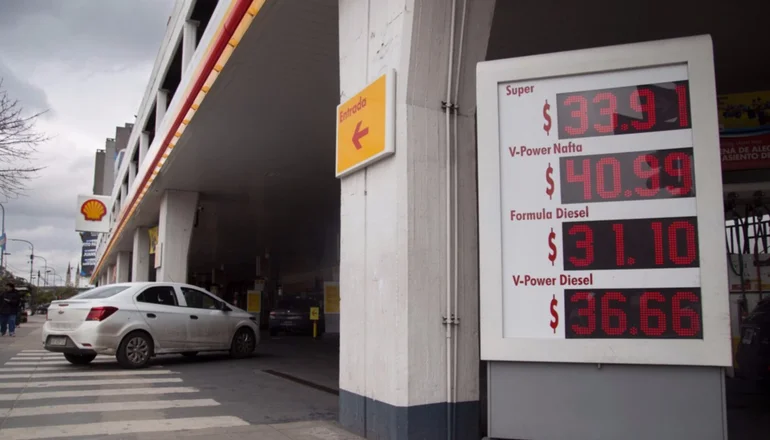 Entrada
Super
$ 33.91
V-Power Nafta
$ 40.99
Formula Diesel
$ 31.10
V-Power Diesel
$ 36.66